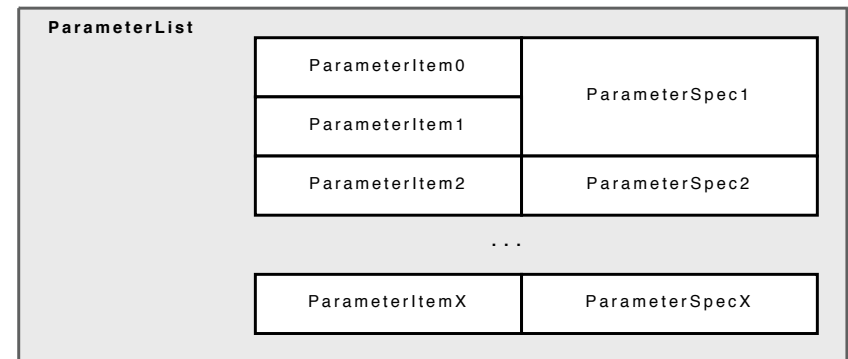 ParameterList
ParameterItem0
ParameterSpec1
ParameterItem1
ParameterItem2 ParameterSpec2
...
ParameterItemX ParameterSpecX